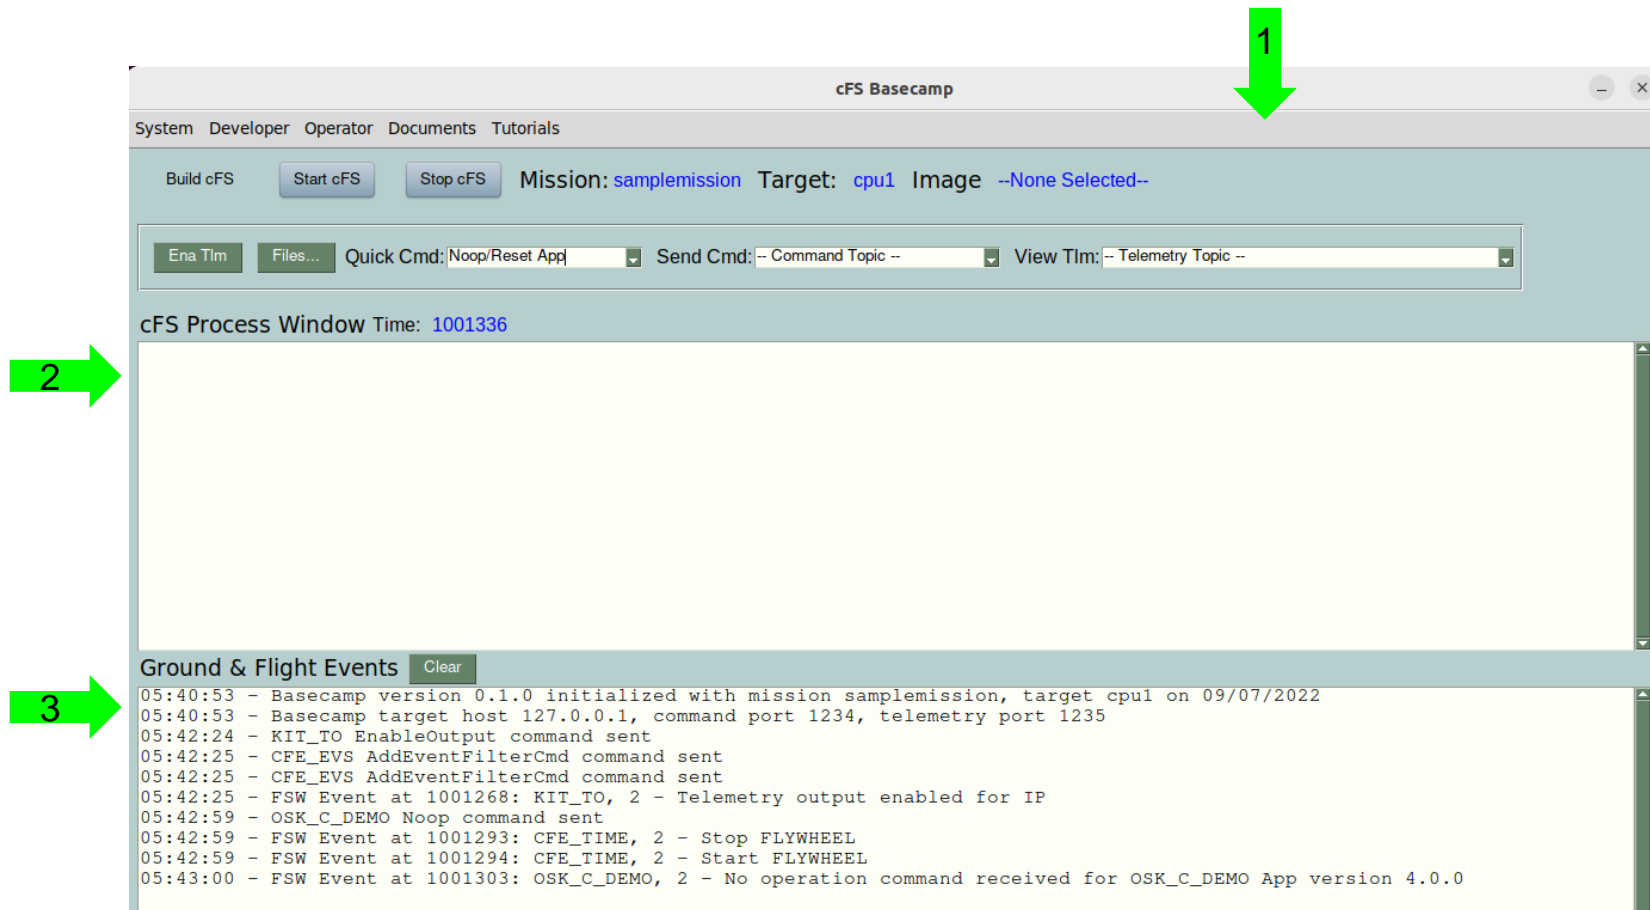 1
cFS Basecamp
System Developer Operator Documents Tutorials
Build cFS Start cFS Stop cFS Mission: samplemission Target: cpu1 Image --None Selected--
Ena Tlm Files... Quick Cmd: Noop/Reset App Send Cmd: -- Command Topic -- View Tlm: -- Telemetry Topic --
cFS Process Window Time: 1001336
2
Ground & Flight Events Clear
3
05:40:53 - Basecamp version 0.1.0 initialized with mission samplemission, target cpu1 on 09/07/2022
05:40:53 - Basecamp target host 127.0.0.1, command port 1234, telemetry port 1235
05:42:24 - KIT_TO EnableOutput command sent
05:42:25 - CFE_EVS AddEventFilterCmd command sent
05:42:25 - CFE_EVS AddEventFilterCmd command sent
05:42:25 - FSW Event at 1001268: KIT_TO, 2 - Telemetry output enabled for IP
05:42:59 - OSK_C_DEMO Noop command sent
05:42:59 - FSW Event at 1001293: CFE_TIME, 2 - Stop FLYWHEEL
05:42:59 - FSW Event at 1001294: CFE_TIME, 2 - Start FLYWHEEL
05:43:00 - FSW Event at 1001303: OSK_C_DEMO, 2 - No operation command received for OSK_C_DEMO App version 4.0.0